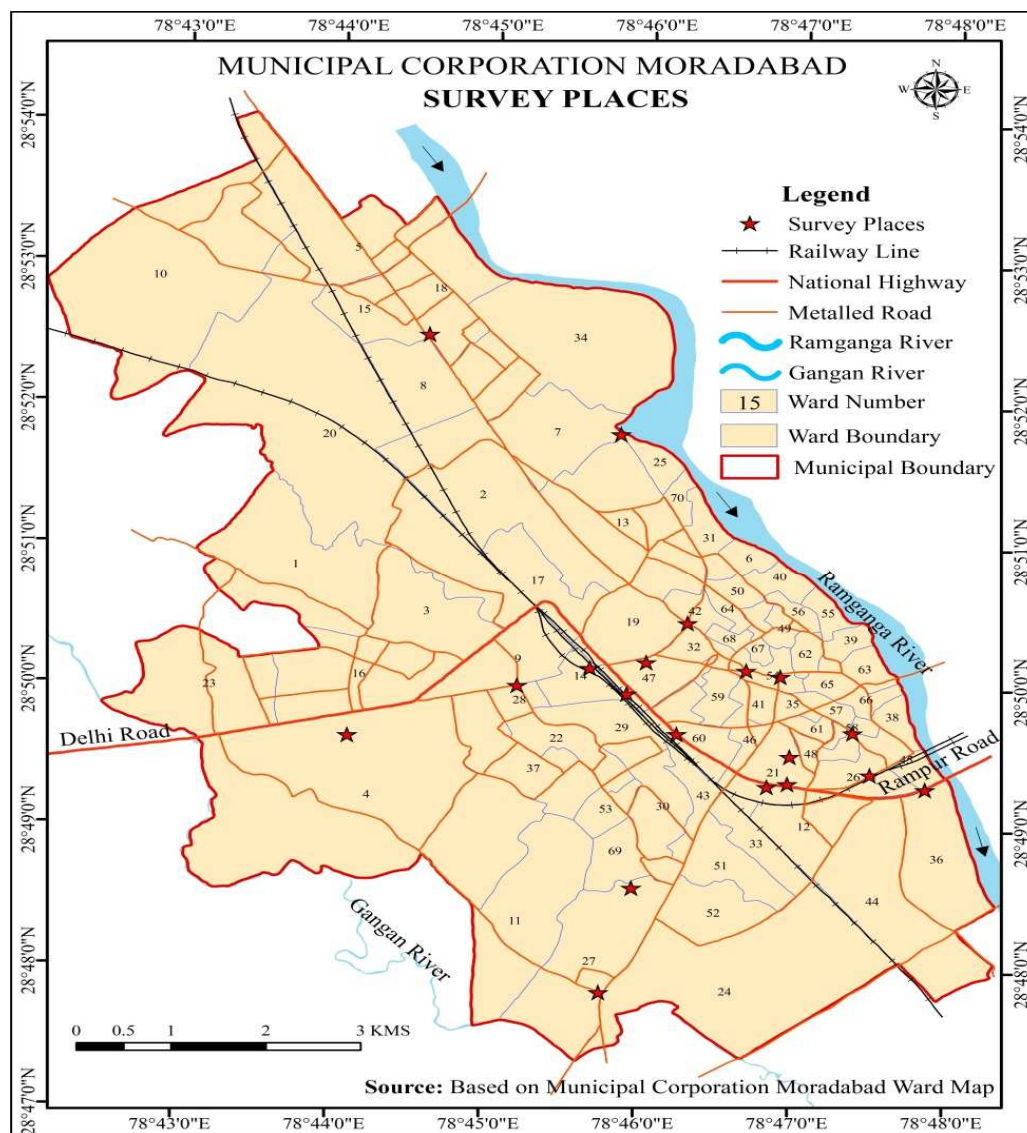 78°43'0"E 78°44'0"E 78°45'0"E 78°46'0"E 78°47'0"E 78°48'0"E
MUNICIPAL CORPORATION MORADABAD
SURVEY PLACES
N
W E
S
28°54'0"N 28°54'0"N
Legend
Survey Places
Railway Line
National Highway
Metalled Road
Ramganga River
Gangan River
15 Ward Number
Ward Boundary
Municipal Boundary
28°53'0"N 28°53'0"N
28°52'0"N 28°52'0"N
28°51'0"N 28°51'0"N
28°50'0"N 28°50'0"N
28°49'0"N 28°49'0"N
28°48'0"N 28°48'0"N
28°47'0"N
5
10
18
15
34
8
20
7
25
2
70
13
31
1
6
17
40
50
3
42 64 56 55
19
49
68 39
32 67 62
9
63
14 47
23 16
65
28 59 41 35 66
57
38
29 60 46 61 58
22
48
37 21 26
4
43
53 30
12
33
69
51
36
52 44
11
27
24
Ramganga River
Delhi Road
Rampur Road
Gangan River
0 0.5 1 2 3 KMS
Source: Based on Municipal Corporation Moradabad Ward Map
78°43'0"E 78°44'0"E 78°45'0"E 78°46'0"E 78°47'0"E 78°48'0"E